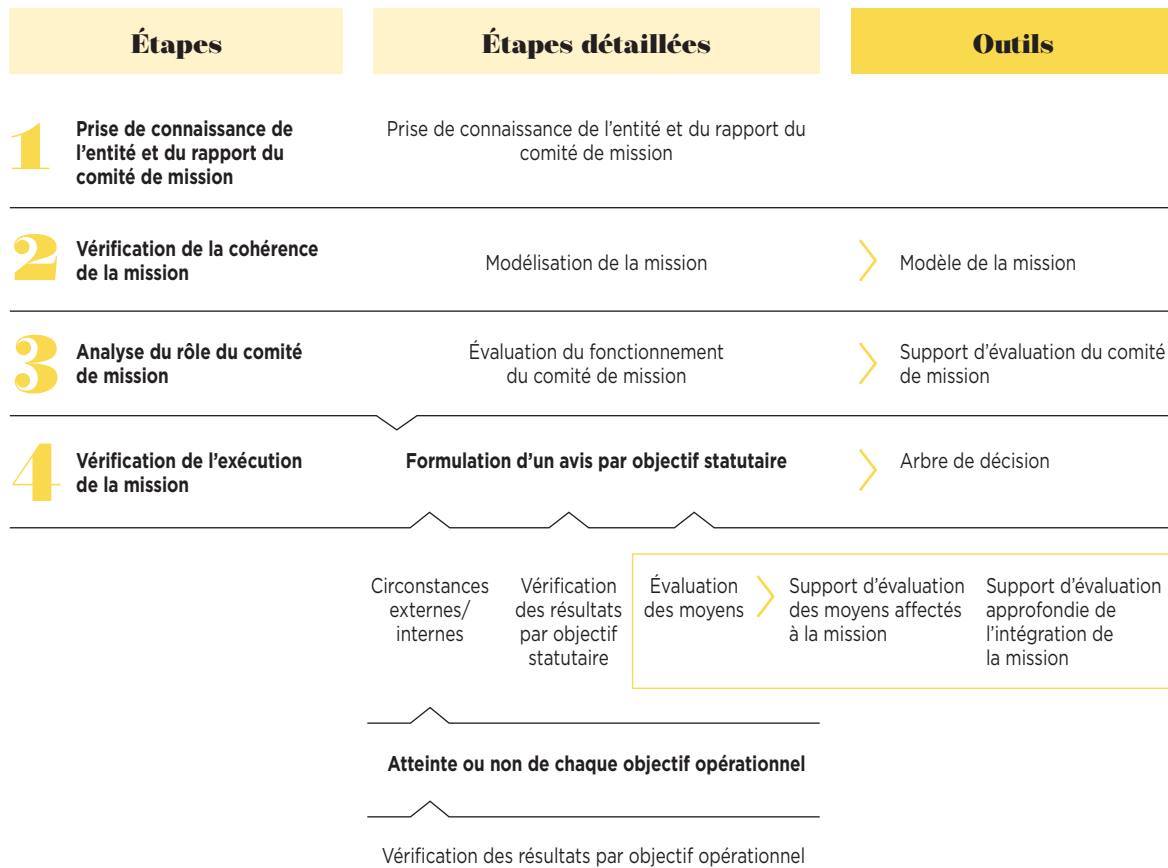 Étapes
Étapes détaillées
Outils
1
Prise de connaissance de
l'entité et du rapport du
comité de mission
Prise de connaissance de l'entité et du rapport du
comité de mission
2
Vérification de la cohérence
de la mission
Modélisation de la mission
Modèle de la mission
3
Analyse du rôle du comité
de mission
Évaluation du fonctionnement
du comité de mission
Support d'évaluation du comité
de mission
4
Vérification de l'exécution
de la mission
Formulation d'un avis par objectif statutaire
Arbre de décision
Circonstances
externes/
internes
Vérification
des résultats
par objectif
statutaire
Évaluation
des moyens
Support d'évaluation
des moyens affectés
à la mission
Support d'évaluation
approfondie de
l'intégration de
la mission
Atteinte ou non de chaque objectif opérationnel
Vérification des résultats par objectif opérationnel